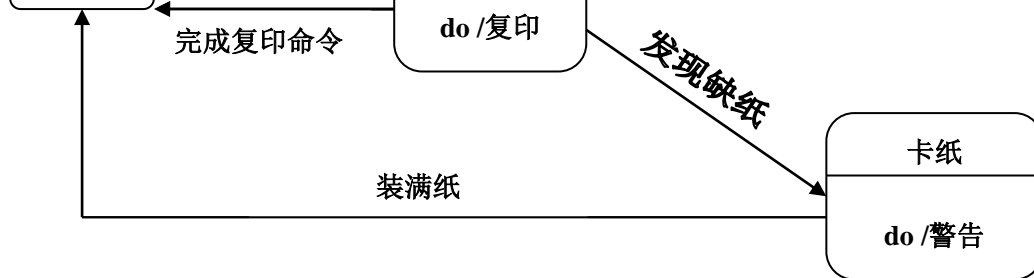 do /复印
完成复印命令
发现缺纸
卡纸
装满纸
do /警告